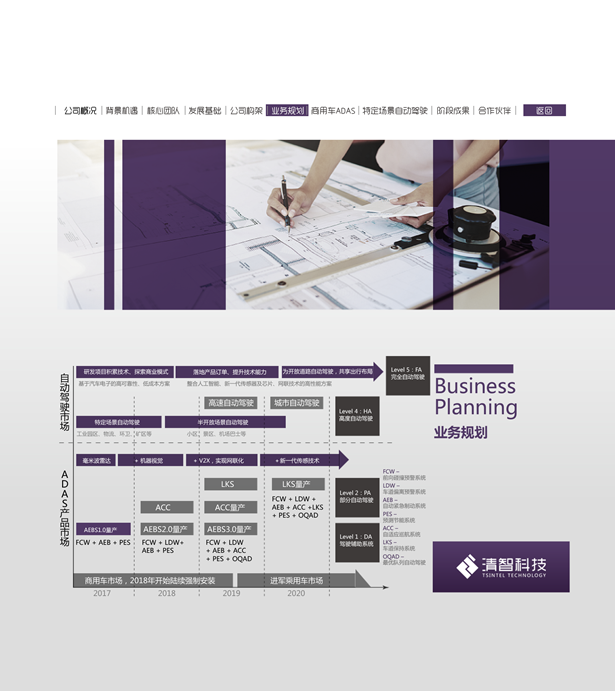 公司概况 背景机遇 核心团队 发展基础 公司构架 业务规划 商用车ADAS 特定场景自动驾驶 阶段成果 合作伙伴 返回
自动驾驶市场
研发项目积累技术、探索商业模式 落地产品订单、提升技术能力 为开放道路自动驾驶，共享出行布局
基于汽车电子的高可靠性、低成本方案 整合人工智能、新一代传感器及芯片、网联技术的高性能方案
Level 5 : FA
完全自动驾驶
高速自动驾驶 城市自动驾驶
Level 4 : HA
高度自动驾驶
特定场景自动驾驶 半开放场景自动驾驶
工业园区、物流、环卫、矿区等 小区、景区、机场巴士等
Business
Planning
业务规划
ADAS产品市场
毫米波雷达 + 机器视觉 + V2X，实现网联化 +新一代传感技术
LKS LKS量产
ACC ACC量产
FCW + LDW +
AEB + ACC +LKS
+ PES + OQAD
AEBS1.0量产 AEBS2.0量产 AEBS3.0量产
FCW + AEB + PES
FCW + LDW+
AEB + PES
FCW + LDW
+ AEB + ACC
+ PES + OQAD
Level 2 : PA
部分自动驾驶
Level 1 : DA
驾驶辅助系统
FCW –
前向碰撞预警系统
LDW –
车道偏离预警系统
AEB –
自动紧急制动系统
PES –
预测节能系统
ACC –
自适应巡航系统
LKS –
车道保持系统
OQAD –
最优队列自动驾驶
商用车市场，2018年开始陆续强制安装 进军乘用车市场
2017 2018 2019 2020
清智科技
TSINTEL TECHNOLOGY